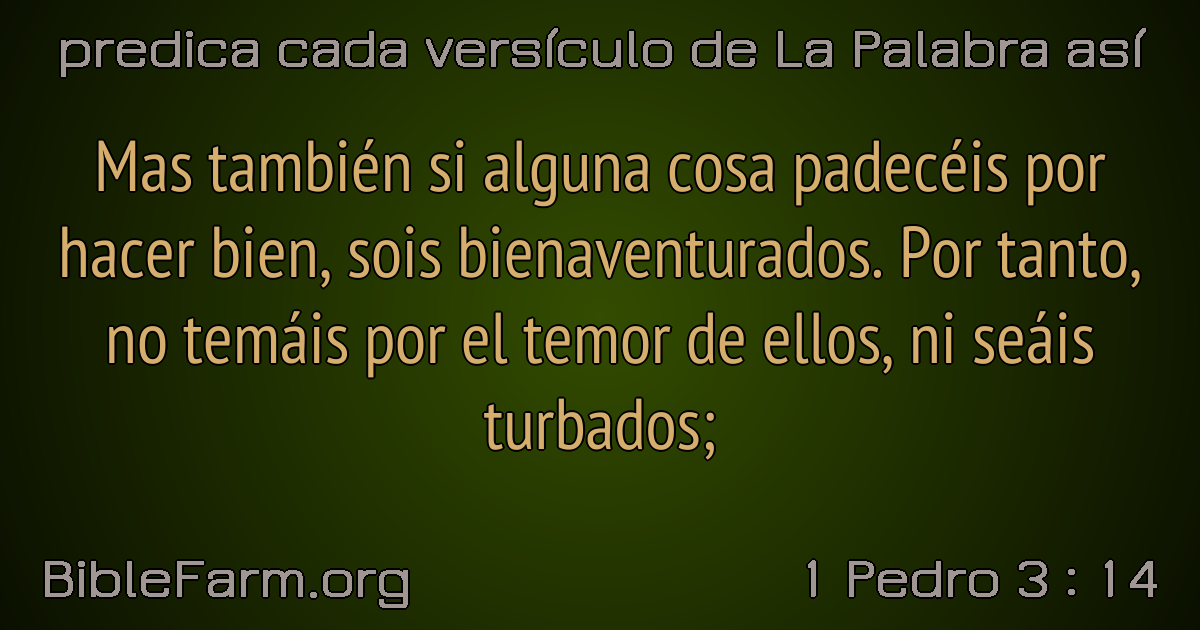 predica cada versículo de La Palabra así
Mas también si alguna cosa padecéis por
hacer bien, sois bienaventurados. Por tanto,
no temáis por el temor de ellos, ni seáis
turbados;
BibleFarm.org
1 Pedro 3 : 14